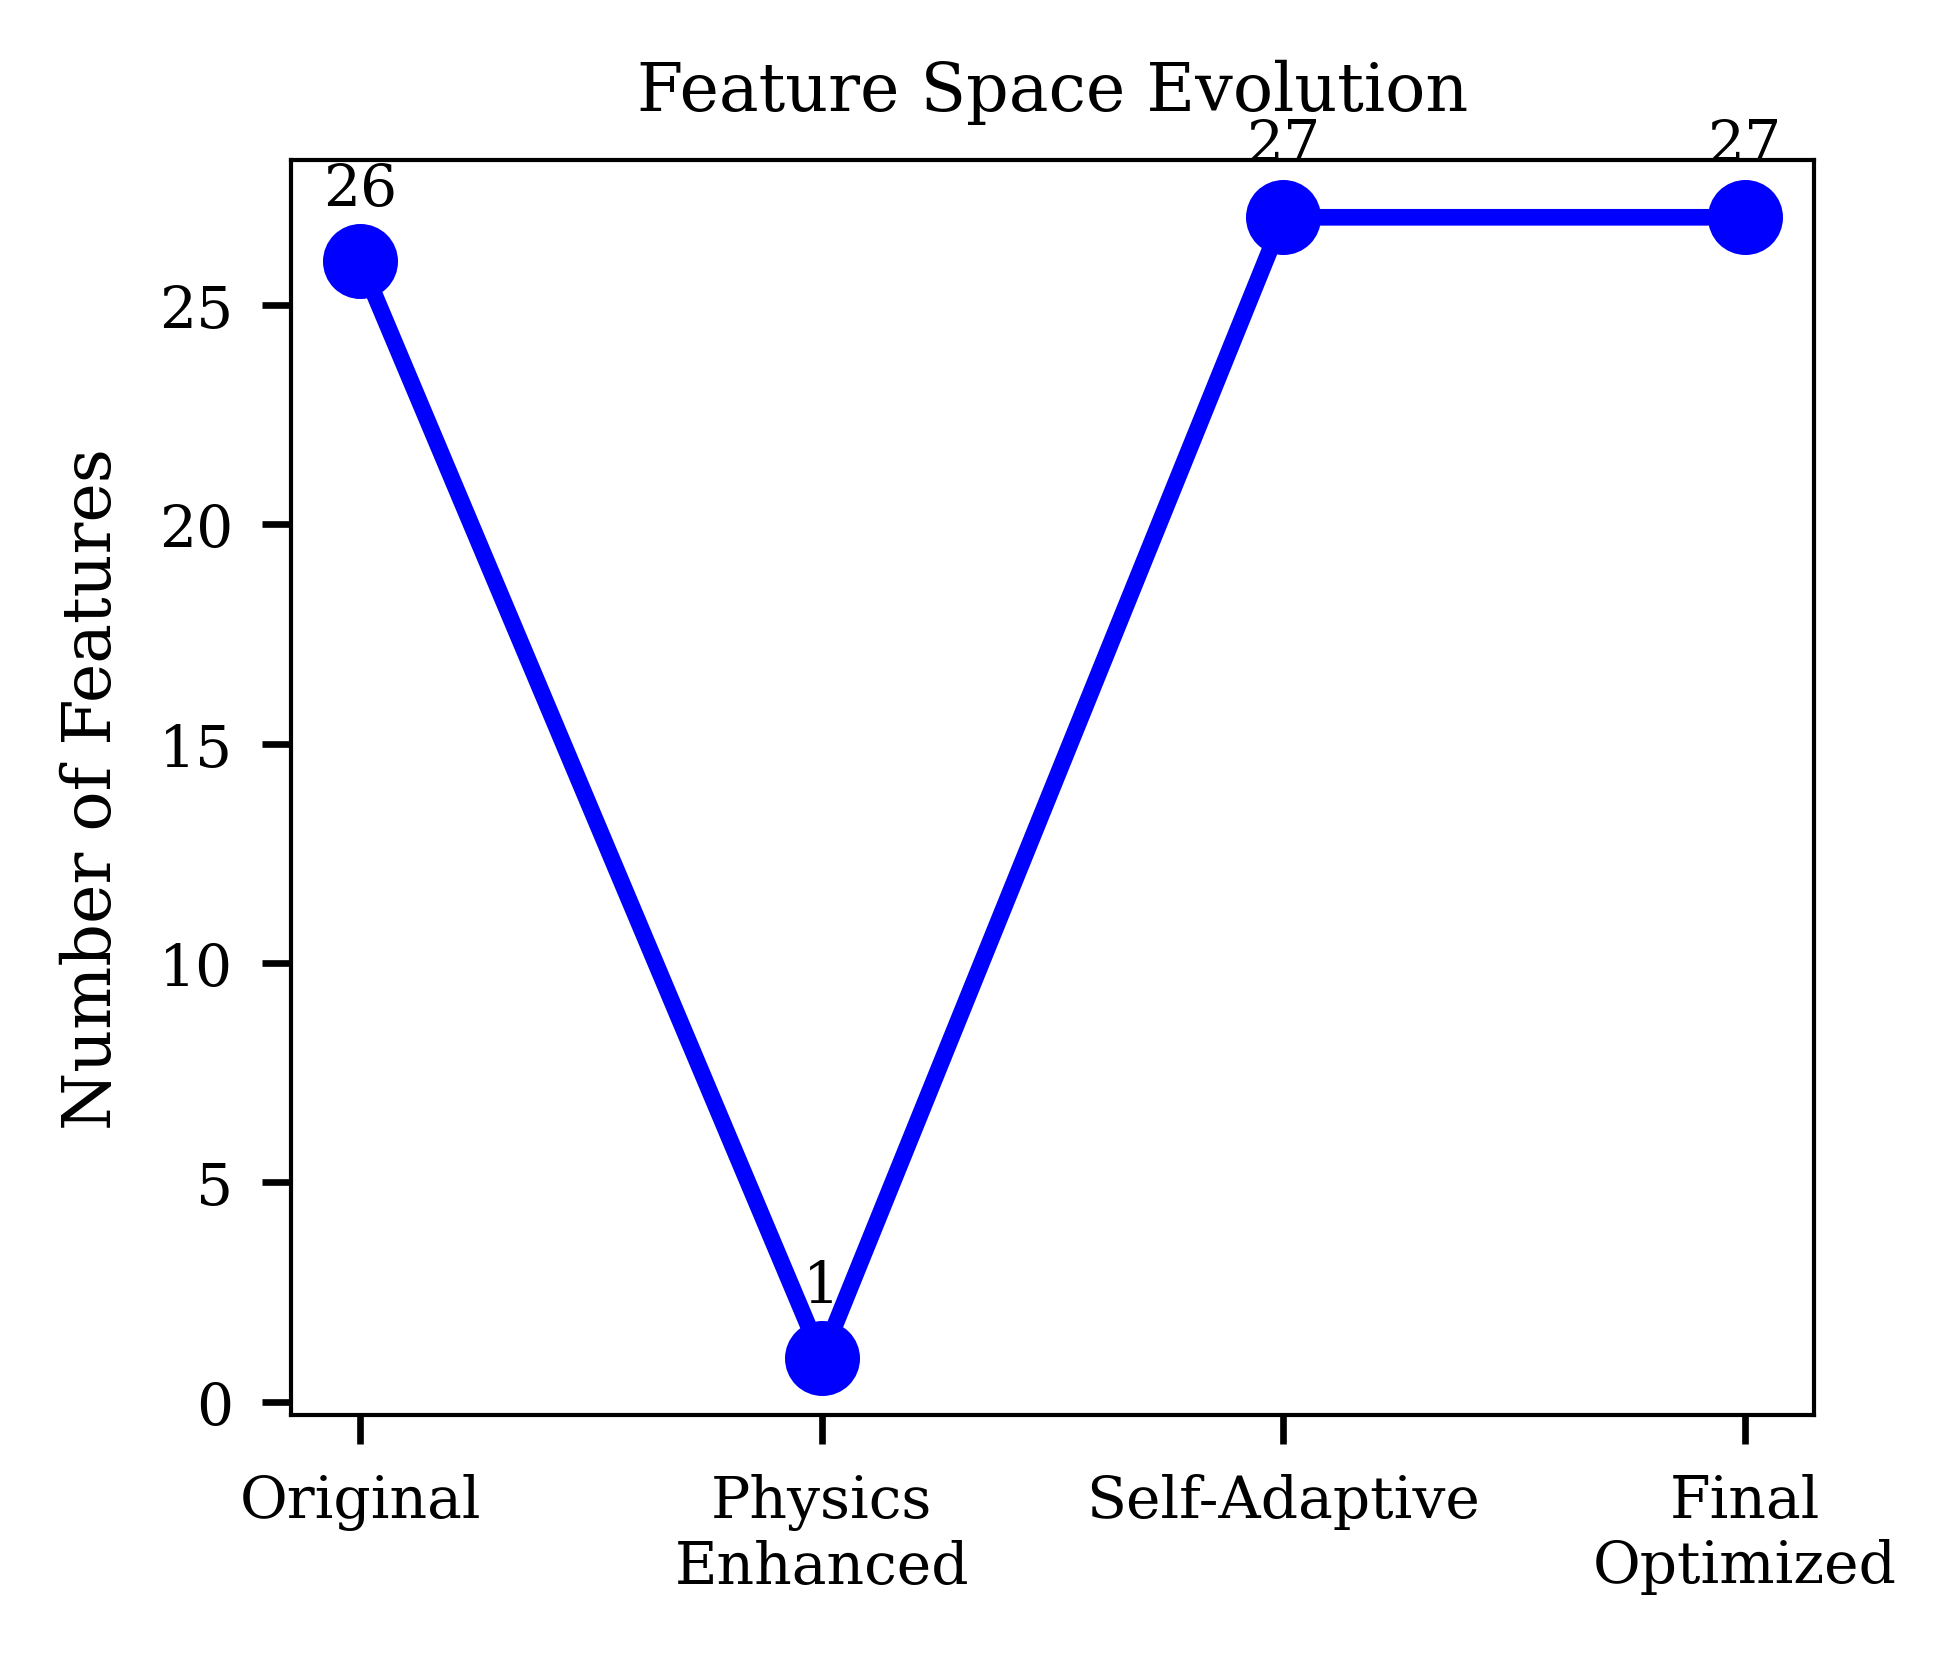 Feature Space Evolution
26
27
27
25
20
15
10
5
0
1
Number of Features
Original
Physics
Enhanced
Self-Adaptive
Final
Optimized